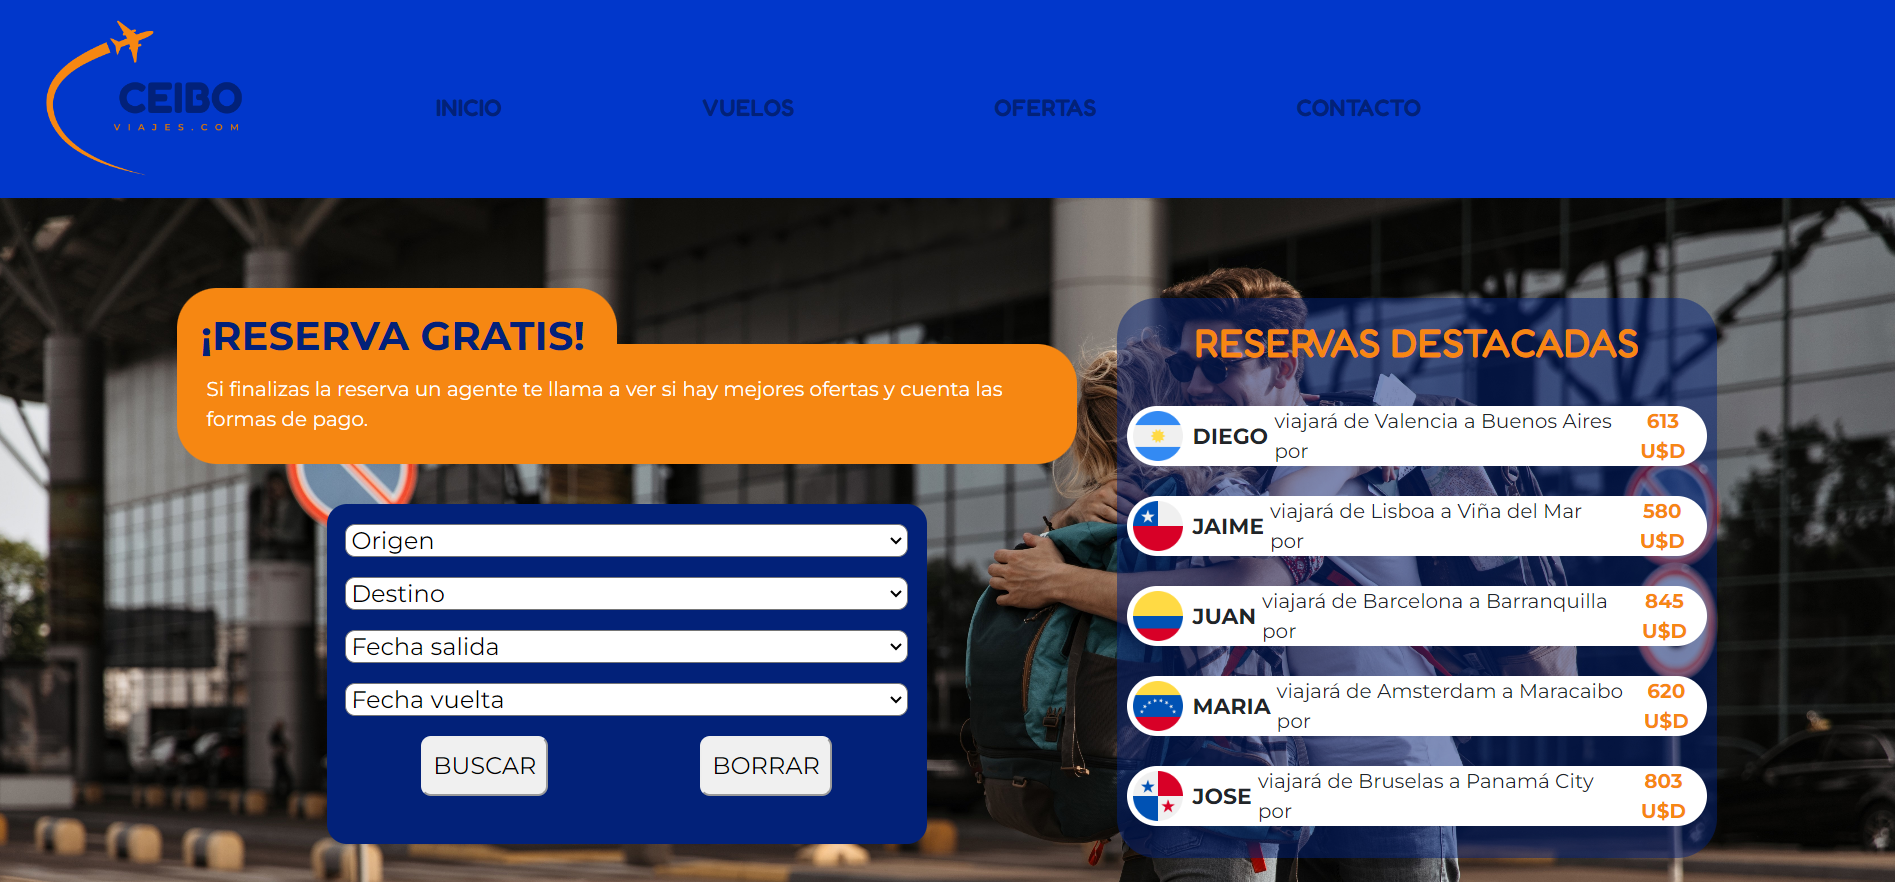 CEIBO
VIAJES.COM
INICIO
VUELOS
OFERTAS
CONTACTO
¡RESERVA GRATIS!
Si finalizas la reserva un agente te llama a ver si hay mejores ofertas y cuenta las
formas de pago.
Origen
Destino
Fecha salida
Fecha vuelta
BUSCAR
BORRAR
RESERVAS DESTACADAS
DIEGO viajará de Valencia a Buenos Aires 613
por U$D
JAIME viajará de Lisboa a Viña del Mar 580
por U$D
JUAN viajará de Barcelona a Barranquilla 845
por U$D
MARIA viajará de Amsterdam a Maracaibo 620
por U$D
JOSE viajará de Bruselas a Panamá City 803
por U$D